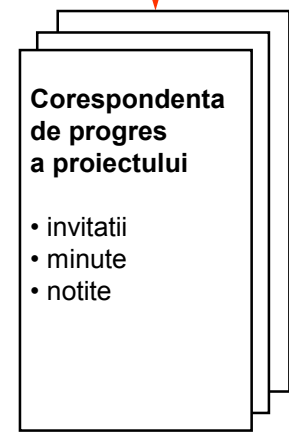 Corespondenta
de progres
a proiectului
• invitatii
• minute
• notite